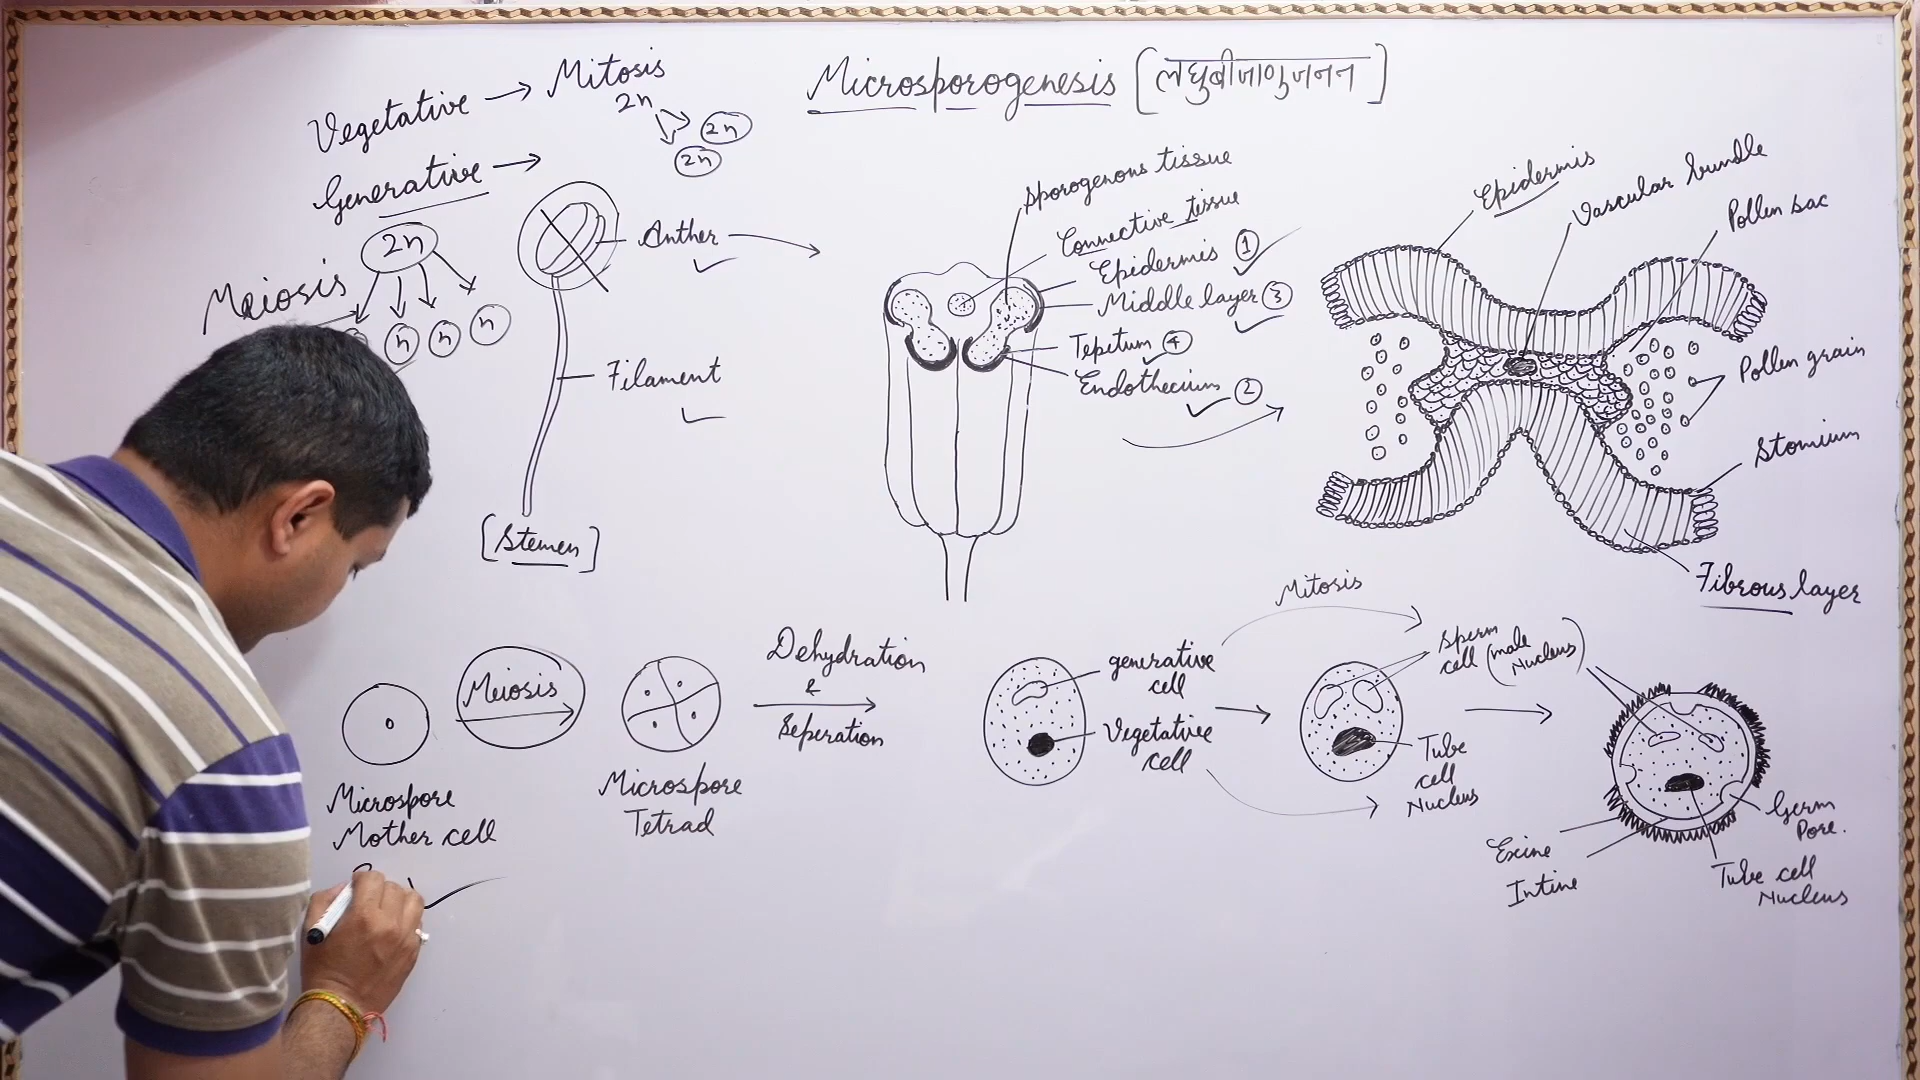 Microsporogenesis [लघुबीजाणुजनन]
Vegetative → Mitosis
2n
2n
2n
Generative →
2n
Meiosis
n
n
n
Anther
Filament
[Stemen]
Sporogenous tissue
Connective tissue
Epidermis 1
Middle layer 3
Tepetum 4
Endothecium 2
Epidermis
Vascular bundle
Pollen sac
Pollen grain
Stomium
Fibrous layer
Microspore
Mother cell
Meiosis
Microspore
Tetrad
Dehydration
&
Seperation
generative
cell
Vegetative
cell
Mitosis
Sperm
cell (male
Nucleus)
Tube
cell
Nucleus
Germ
Pore.
Exine
Intine
Tube cell
Nucleus